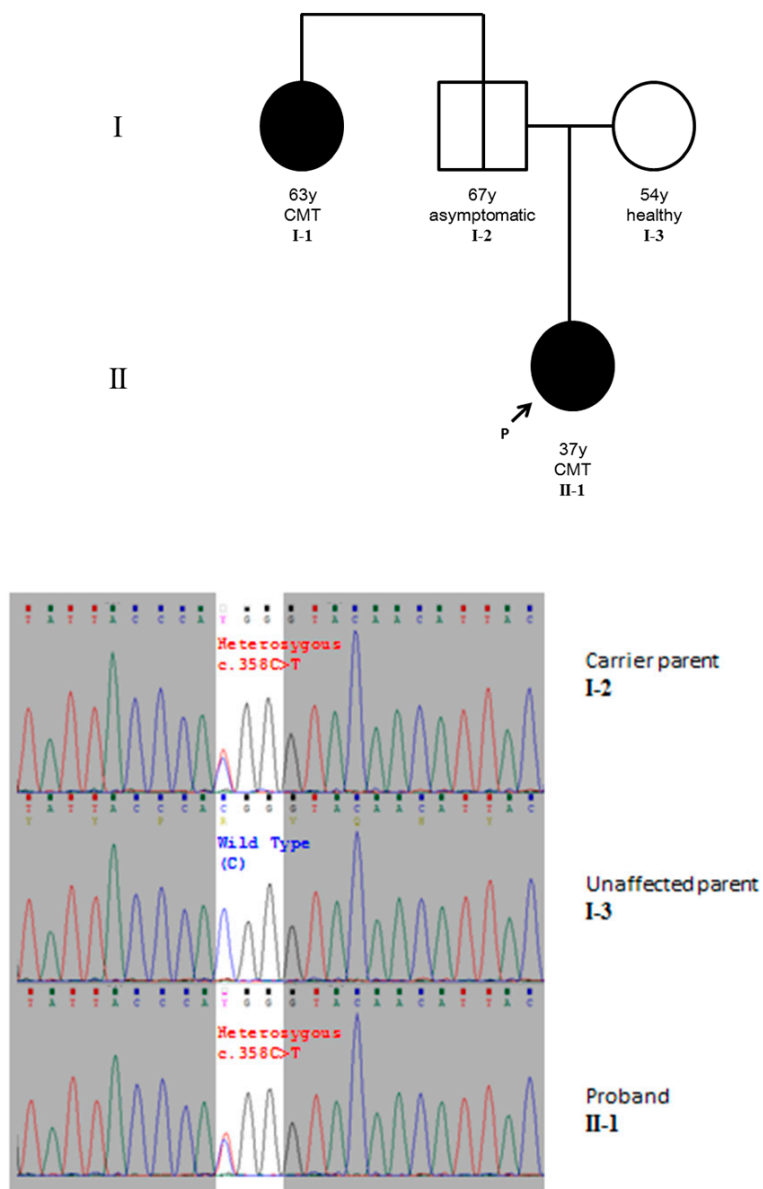 I
63y
CMT
I-1
67y
asymptomatic
I-2
54y
healthy
I-3
II
P
37y
CMT
II-1
T A T T A C C C A Y G G G T A C A A C A T T A C
Heterozygous
c.358C>T
Carrier parent
I-2
T A T T A C C C A C G G G T A C A A C A T T A C
Y Y P R V Q H Y
Wild Type
(C)
Unaffected parent
I-3
T A T T A C C C A Y G G G T A C A A C A T T A C
Heterozygous
c.358C>T
Proband
II-1